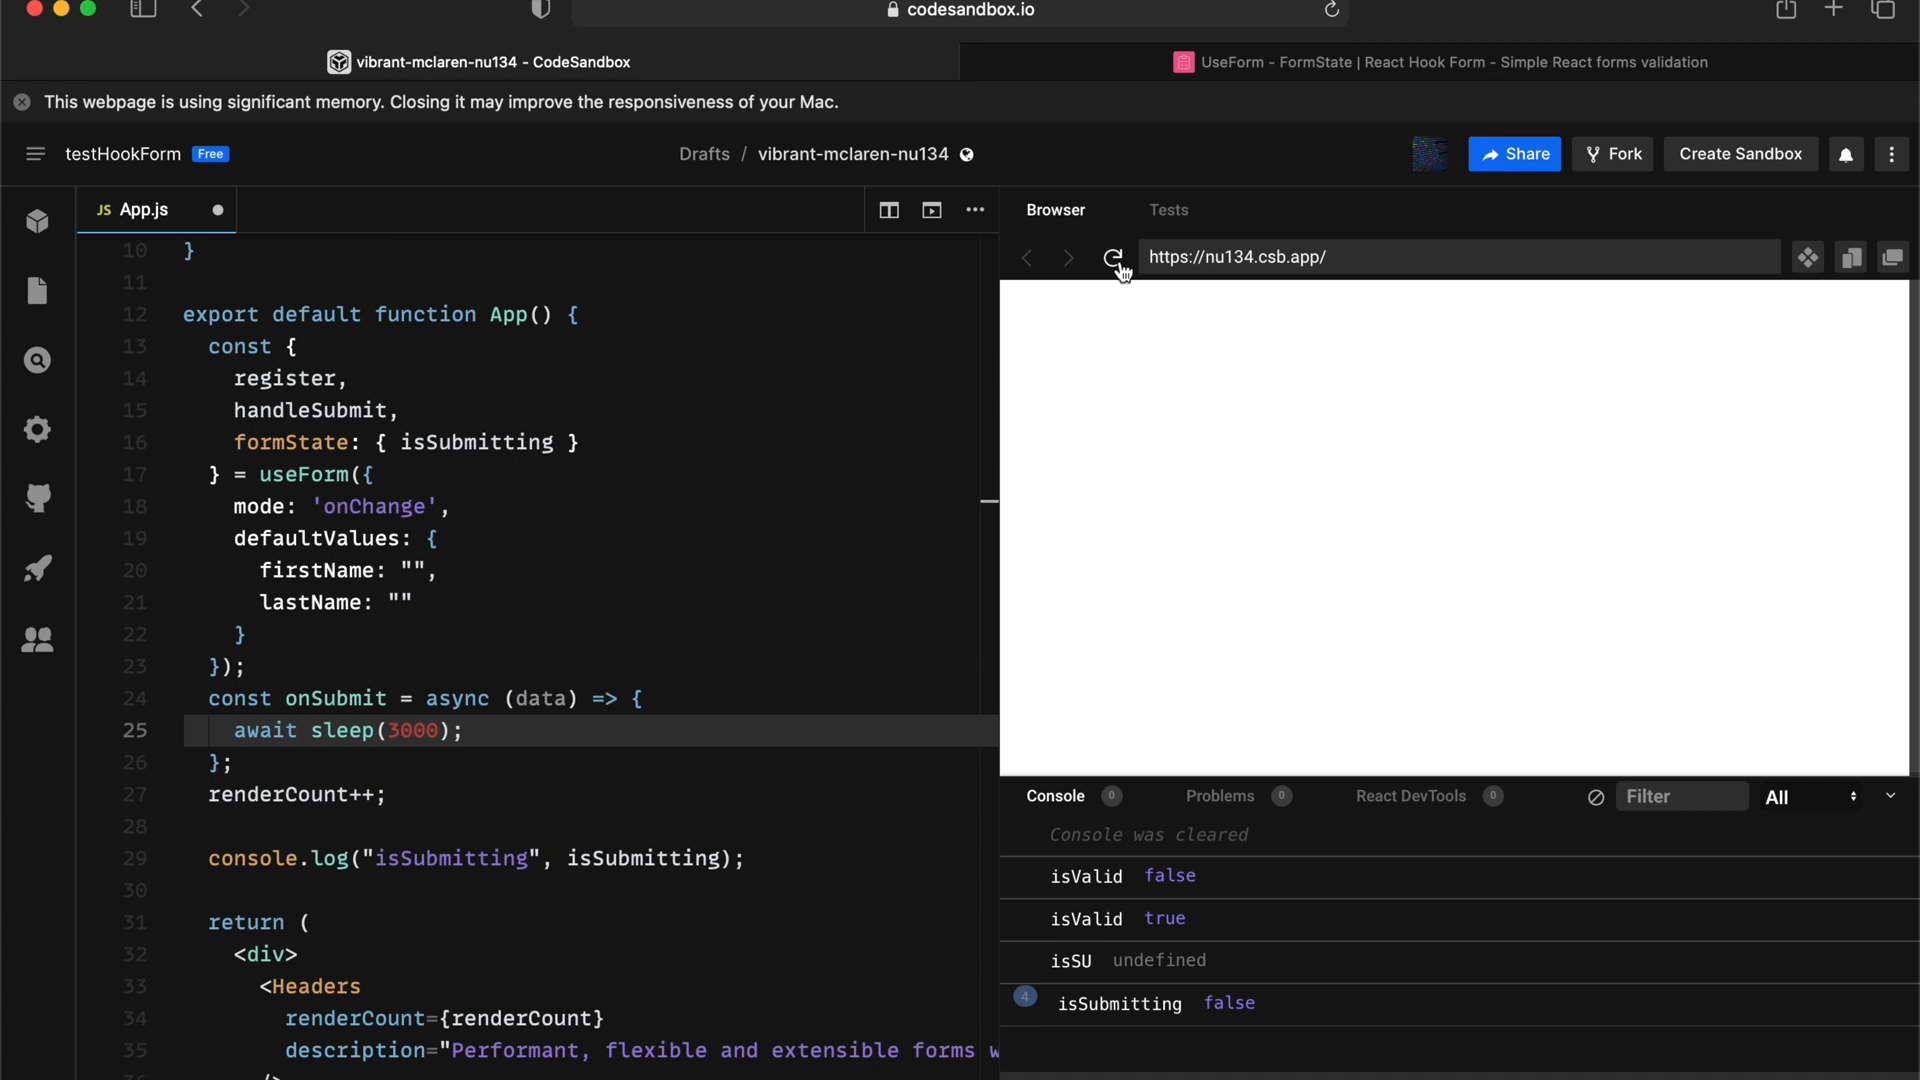 codesandbox.io
vibrant-mclaren-nu134 - CodeSandbox
UseForm - FormState | React Hook Form - Simple React forms validation
This webpage is using significant memory. Closing it may improve the responsiveness of your Mac.
testHookForm Free
Drafts / vibrant-mclaren-nu134
Share
Fork
Create Sandbox
JS App.js
10 }
11
12 export default function App() {
13 const {
14 register,
15 handleSubmit,
16 formState: { isSubmitting }
17 } = useForm({
18 mode: 'onChange',
19 defaultValues: {
20 firstName: "",
21 lastName: ""
22 }
23 });
24 const onSubmit = async (data) => {
25 await sleep(3000);
26 };
27 renderCount++;
28
29 console.log("isSubmitting", isSubmitting);
30
31 return (
32 <div>
33 <Headers
34 renderCount={renderCount}
35 description="Performant, flexible and extensible forms w
/>
Browser
Tests
https://nu134.csb.app/
Console 0
Problems 0
React DevTools 0
Filter
All
Console was cleared
isValid false
isValid true
isSU undefined
4 isSubmitting false